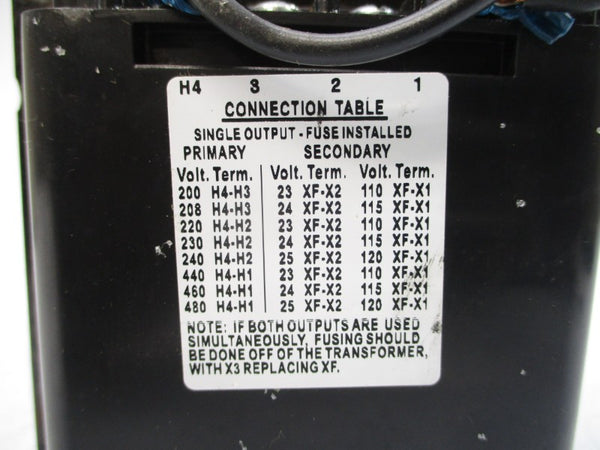 H4 3 2 1
CONNECTION TABLE
SINGLE OUTPUT - FUSE INSTALLED
PRIMARY SECONDARY
Volt. Term. Volt. Term. Volt. Term.
200 H4-H3 23 XF-X2 110 XF-X1
208 H4-H3 24 XF-X2 115 XF-X1
220 H4-H2 23 XF-X2 110 XF-X1
230 H4-H2 24 XF-X2 115 XF-X1
240 H4-H2 25 XF-X2 120 XF-X1
440 H4-H1 23 XF-X2 110 XF-X1
460 H4-H1 24 XF-X2 115 XF-X1
480 H4-H1 25 XF-X2 120 XF-X1
NOTE: IF BOTH OUTPUTS ARE USED
SIMULTANEOUSLY, FUSING SHOULD
BE DONE OFF OF THE TRANSFORMER,
WITH X3 REPLACING XF.